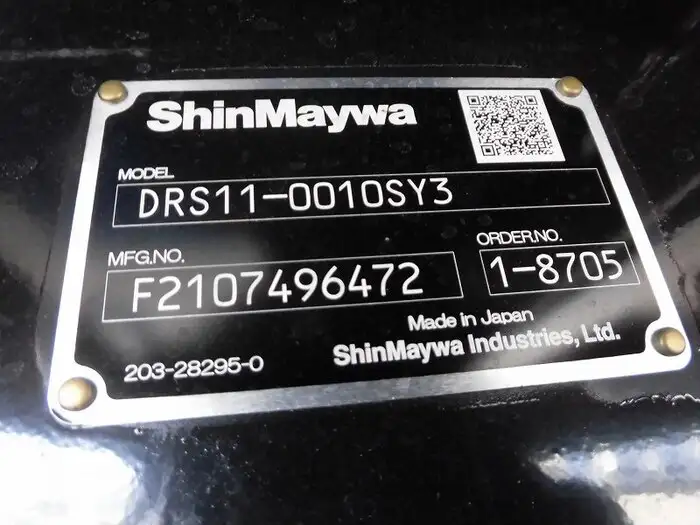 ShinMaywa
MODEL
DRS11-0010SY3
MFG.NO.
F2107496472
ORDER.NO.
1-8705
Made in Japan
203-28295-0
ShinMaywa Industries, Ltd.